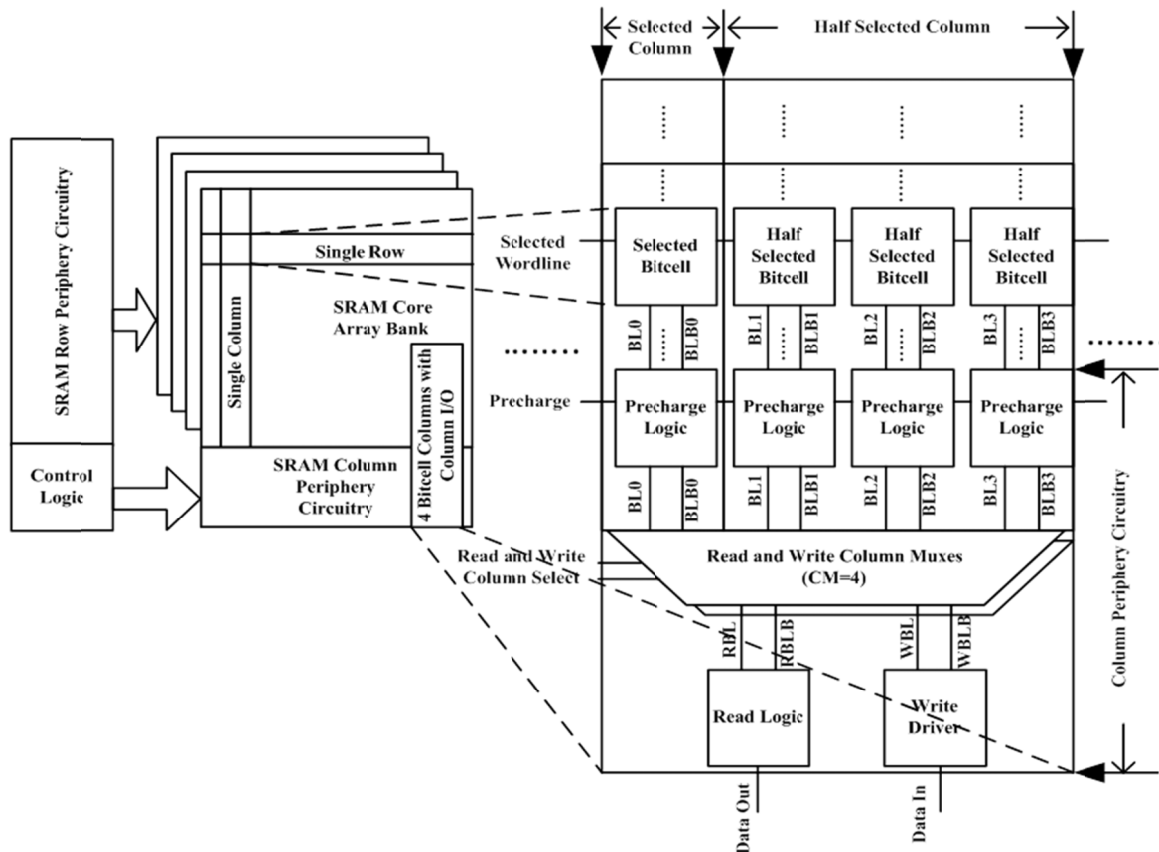 Selected
Column
Half Selected Column
SRAM Row Periphery Circuitry
Control
Logic
Single Row
Single Column
SRAM Core
Array Bank
4 Bitcell Columns with
Column I/O
SRAM Column
Periphery
Circuitry
Selected
Wordline
Selected
Bitcell
Half
Selected
Bitcell
Half
Selected
Bitcell
Half
Selected
Bitcell
BL0
BLB0
BL1
BLB1
BL2
BLB2
BL3
BLB3
Precharge
Precharge
Logic
Precharge
Logic
Precharge
Logic
Precharge
Logic
BL0
BLB0
BL1
BLB1
BL2
BLB2
BL3
BLB3
Read and Write
Column Select
Read and Write Column Muxes
(CM=4)
RBL
RBLB
WBL
WBLB
Read Logic
Write
Driver
Data Out
Data In
Column Periphery Circuitry